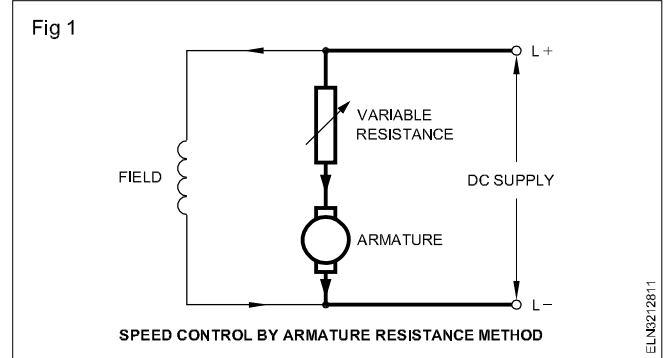 Fig 1
L+
VARIABLE
RESISTANCE
FIELD
DC SUPPLY
ARMATURE
L−
SPEED CONTROL BY ARMATURE RESISTANCE METHOD
ELN3212811